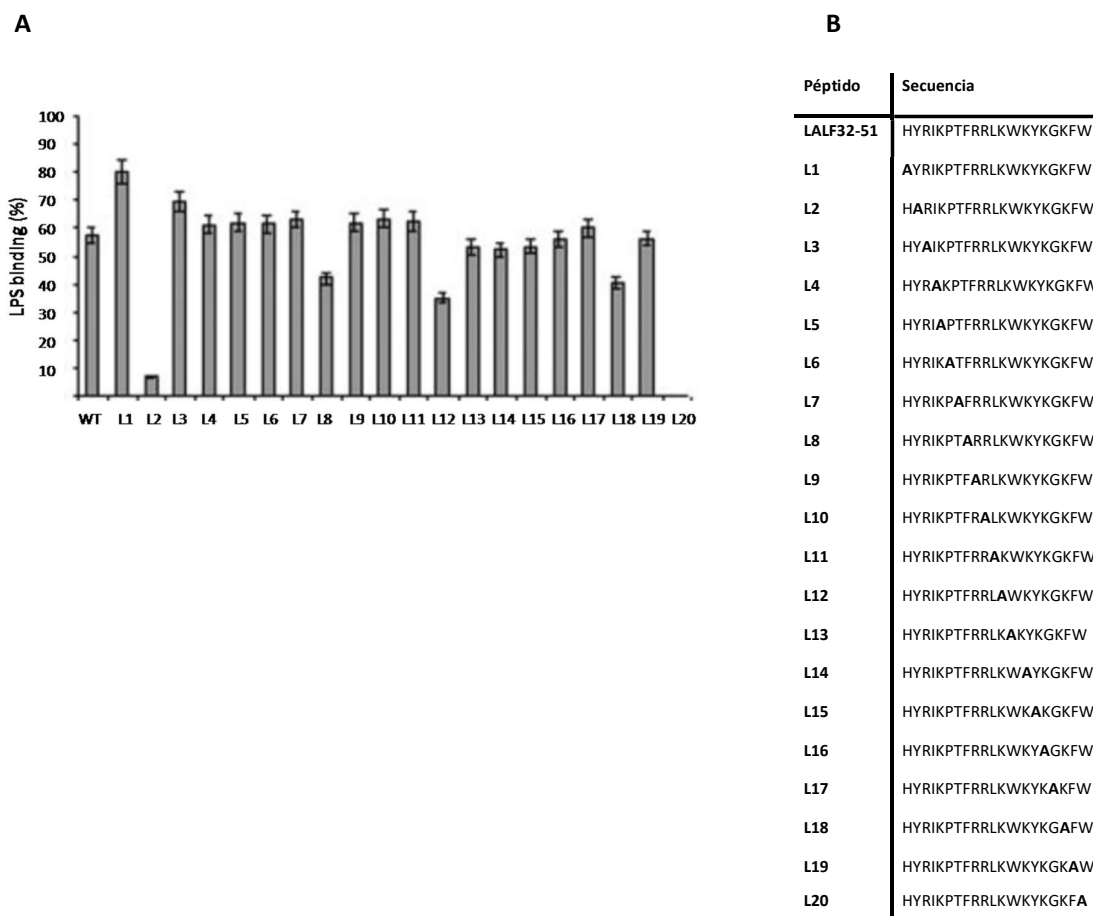 A
B
LPS binding (%)
100
90
80
70
60
50
40
30
20
10
WT L1 L2 L3 L4 L5 L6 L7 L8 L9 L10 L11 L12 L13 L14 L15 L16 L17 L18 L19 L20
Péptido Secuencia
LALF32-51 HYRIKPTFRRLKWKYKGKFW
L1 AYRIKPTFRRLKWKYKGKFW
L2 HARIKPTFRRLKWKYKGKFW
L3 HYAIKPTFRRLKWKYKGKFW
L4 HYRAKPTFRRLKWKYKGKFW
L5 HYRIAPTFRRLKWKYKGKFW
L6 HYRIKATFRRLKWKYKGKFW
L7 HYRIKPAFRRLKWKYKGKFW
L8 HYRIKPTARRLKWKYKGKFW
L9 HYRIKPTFARLKWKYKGKFW
L10 HYRIKPTFRALKWKYKGKFW
L11 HYRIKPTFRRAKWKYKGKFW
L12 HYRIKPTFRRLAWKYKGKFW
L13 HYRIKPTFRRLKAKYKGKFW
L14 HYRIKPTFRRLKWAYKGKFW
L15 HYRIKPTFRRLKWKAKGKFW
L16 HYRIKPTFRRLKWKYAGKFW
L17 HYRIKPTFRRLKWKYKAKFW
L18 HYRIKPTFRRLKWKYKGAFW
L19 HYRIKPTFRRLKWKYKGKAW
L20 HYRIKPTFRRLKWKYKGKFA